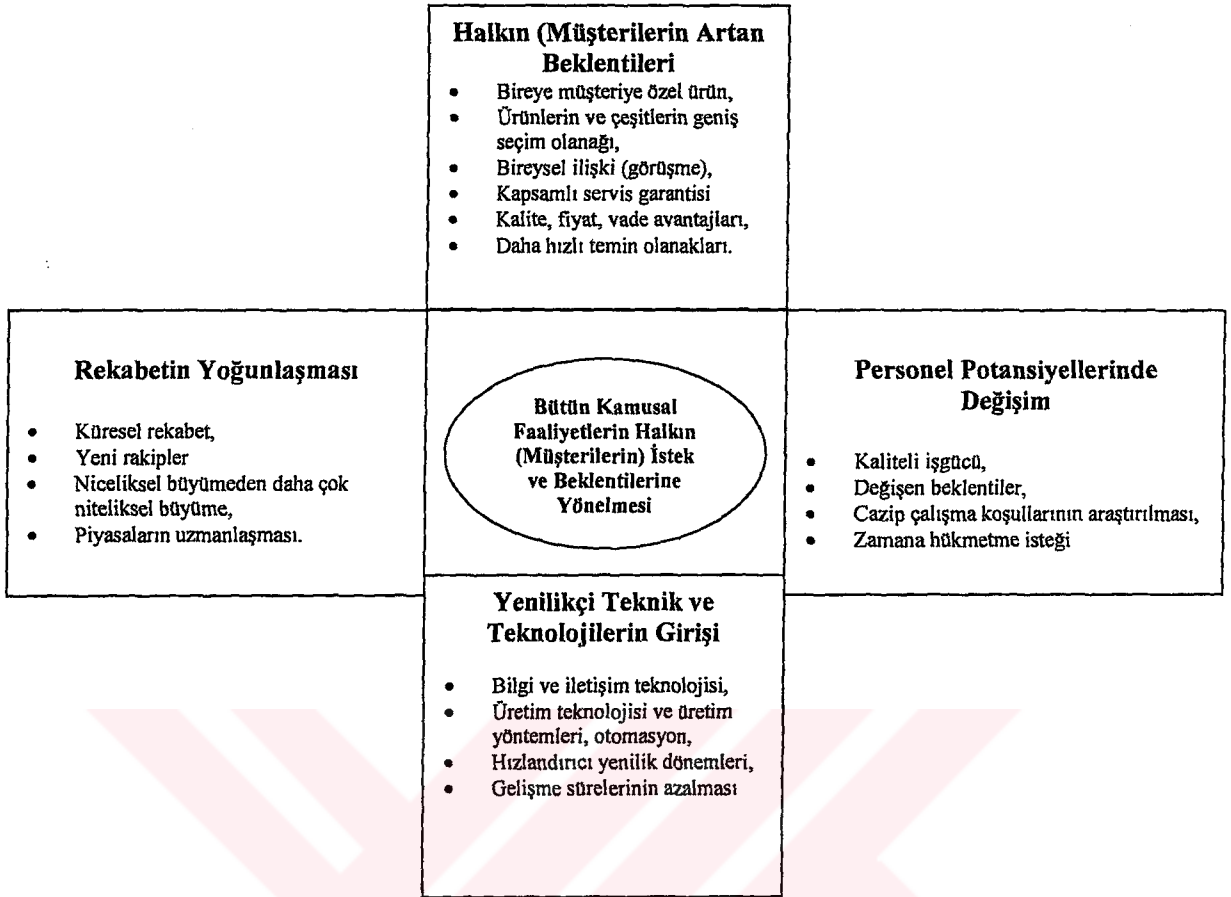 Halkın (Müşterilerin Artan
Beklentileri
• Bireye müşteriye özel ürün,
• Ürünlerin ve çeşitlerin geniş
seçim olanağı,
• Bireysel ilişki (görüşme),
• Kapsamlı servis garantisi
• Kalite, fiyat, vade avantajları,
• Daha hızlı temin olanakları.
Rekabetin Yoğunlaşması
• Küresel rekabet,
• Yeni rakipler
• Niceliksel büyümeden daha çok
niteliksel büyüme,
• Piyasaların uzmanlaşması.
Bütün Kamusal
Faaliyetlerin Halkın
(Müşterilerin) İstek
ve Beklentilerine
Yönelmesi
Personel Potansiyellerinde
Değişim
• Kaliteli işgücü,
• Değişen beklentiler,
• Cazip çalışma koşullarının araştırılması,
• Zamana hükmetme isteği
Yenilikçi Teknik ve
Teknolojilerin Girişi
• Bilgi ve iletişim teknolojisi,
• Üretim teknolojisi ve üretim
yöntemleri, otomasyon,
• Hızlandırıcı yenilik dönemleri,
• Gelişme sürelerinin azalması